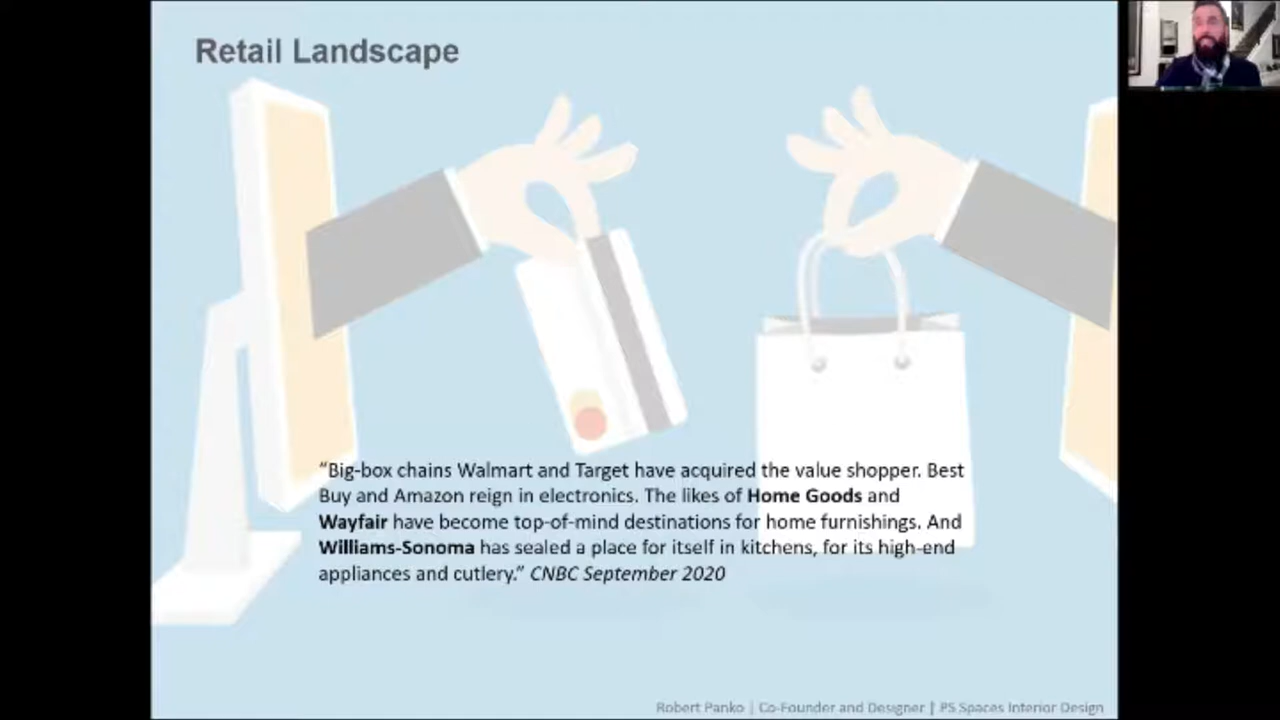 Retail Landscape
“Big-box chains Walmart and Target have acquired the value shopper. Best
Buy and Amazon reign in electronics. The likes of Home Goods and
Wayfair have become top-of-mind destinations for home furnishings. And
Williams-Sonoma has sealed a place for itself in kitchens, for its high-end
appliances and cutlery.” CNBC September 2020
Robert Panko | Co-Founder and Designer | PS Spaces Interior Design